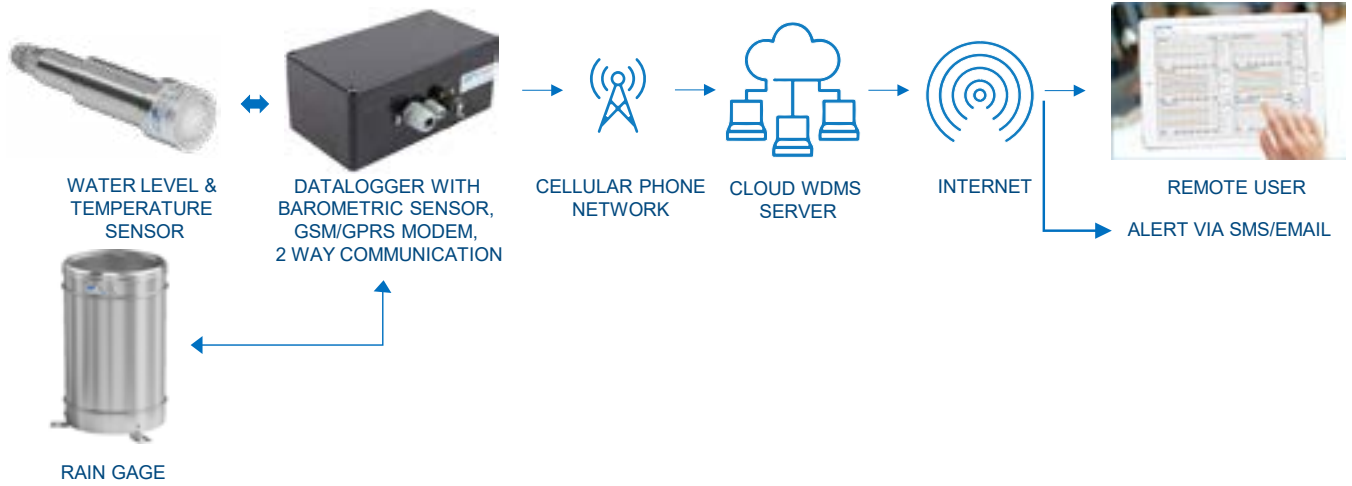 WATER LEVEL &
TEMPERATURE
SENSOR
DATALOGGER WITH
BAROMETRIC SENSOR,
GSM/GPRS MODEM,
2 WAY COMMUNICATION
CELLULAR PHONE
NETWORK
CLOUD WDMS
SERVER
INTERNET
REMOTE USER
ALERT VIA SMS/EMAIL
RAIN GAGE